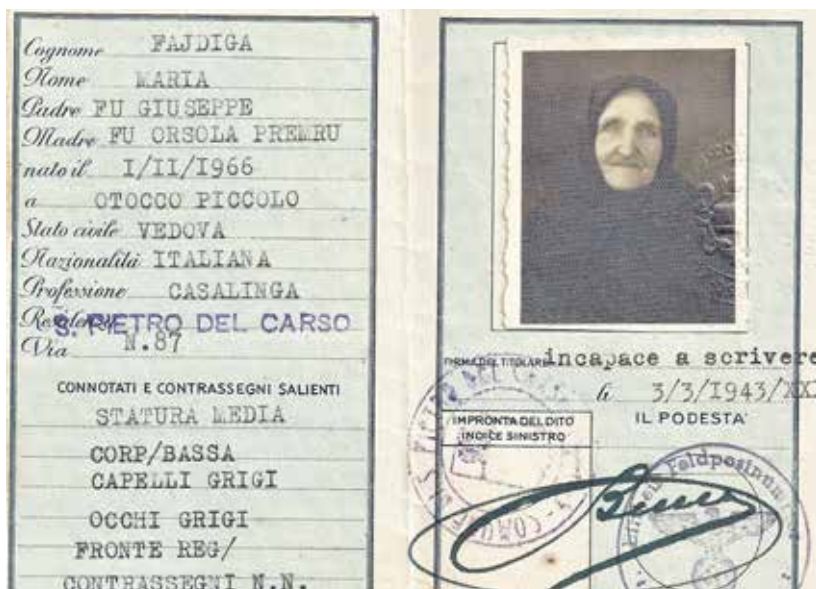 Cognome FAJDIGA
Nome MARIA
Padre FU GIUSEPPE
Madre FU ORSOLA PREMRU
nato il I/II/I966
a OTOCCO PICCOLO
Stato civile VEDOVA
Nazionalità ITALIANA
Professione CASALINGA
Residenza S. PIETRO DEL CARSO
Via N.87
CONNOTATI E CONTRASSEGNI SALIENTI
STATURA MEDIA
CORP/BASSA
CAPELLI GRIGI
OCCHI GRIGI
FRONTE REG/
CONTRASSEGNI N.N.
FIRMA DEL TITOLARE incapace a scrivere
li 3/3/I943/XXI
IMPRONTA DEL DITO
INDICE SINISTRO
IL PODESTA'
Feldpostnummer